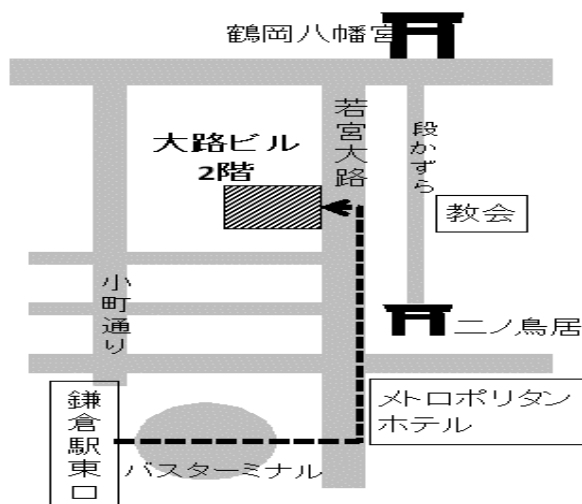 鶴岡八幡宮
若宮大路
段かずら
大路ビル
2階
教会
小町通り
二ノ鳥居
鎌倉駅東口
メトロポリタン
ホテル
バスターミナル